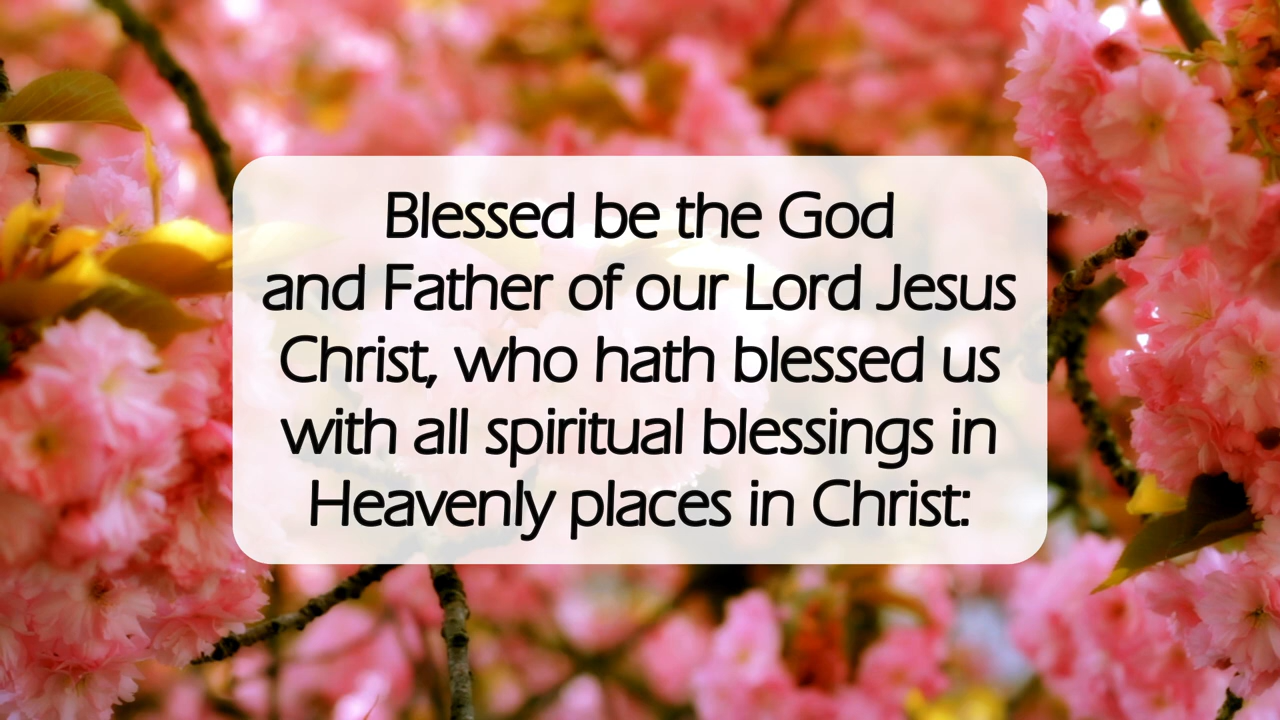 Blessed be the God
and Father of our Lord Jesus
Christ, who hath blessed us
with all spiritual blessings in
Heavenly places in Christ: